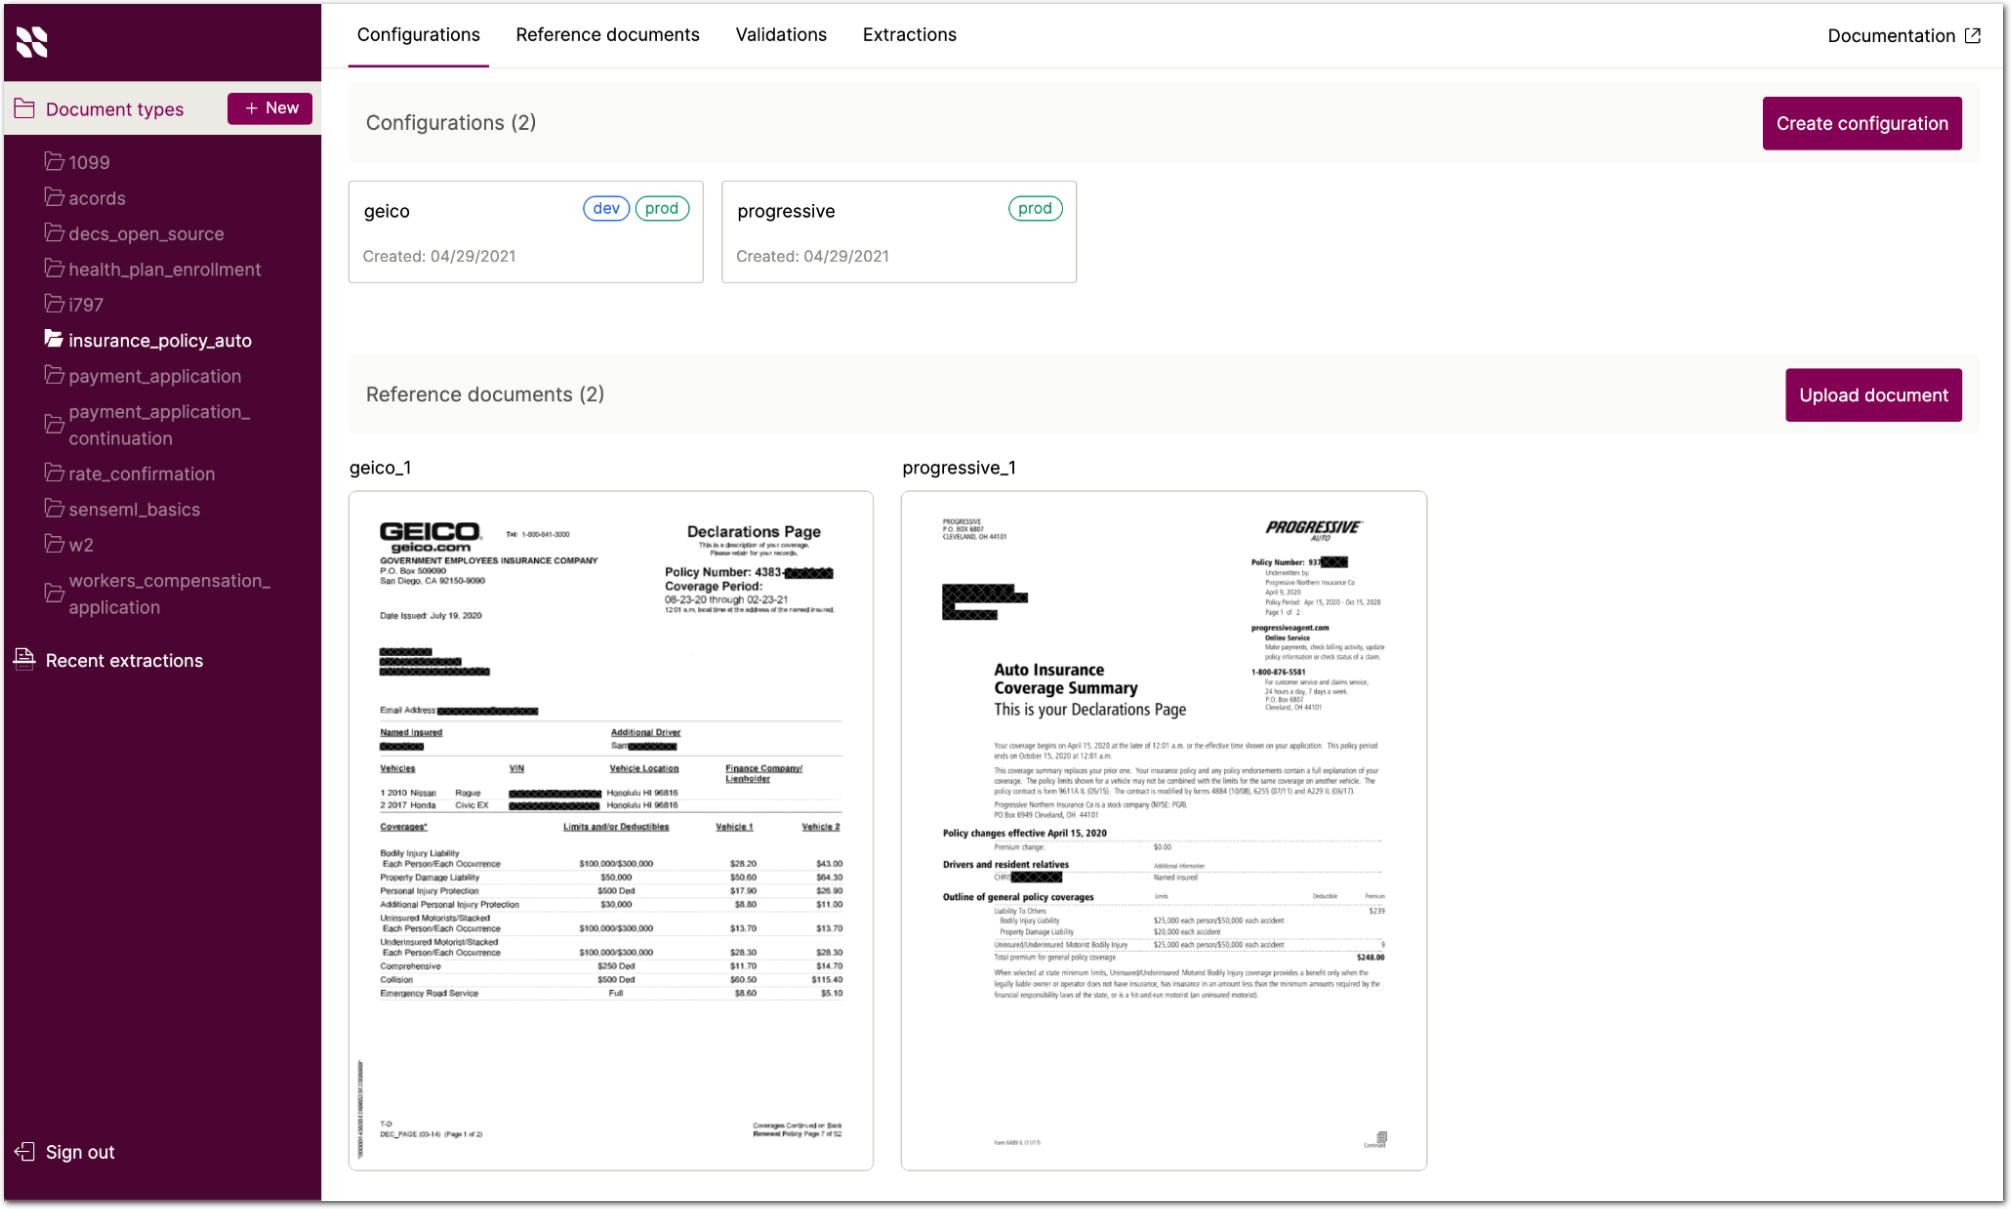 Configurations Reference documents Validations Extractions Documentation
Document types + New
1099
acords
decs_open_source
health_plan_enrollment
i797
insurance_policy_auto
payment_application
payment_application_
continuation
rate_confirmation
senseml_basics
w2
workers_compensation_
application
Recent extractions
Sign out
Configurations (2) Create configuration
geico dev prod
Created: 04/29/2021
progressive prod
Created: 04/29/2021
Reference documents (2) Upload document
geico_1
GEICO.
geico.com
Tel: 1-800-841-3000
GOVERNMENT EMPLOYEES INSURANCE COMPANY
P.O. Box 509090
San Diego, CA 92150-9090
Declarations Page
This is a description of your coverage.
Please retain for your records.
Policy Number: 4383-
Coverage Period:
08-23-20 through 02-23-21
12:01 a.m. local time at the address of the named insured.
Date Issued: July 19, 2020
Email Address:
Named Insured Additional Driver
Sam
Vehicles VIN Vehicle Location Finance Company/
Lienholder
1 2010 Nissan Rogue Honolulu HI 96816
2 2017 Honda Civic EX Honolulu HI 96816
Coverages* Limits and/or Deductibles Vehicle 1 Vehicle 2
Bodily Injury Liability
Each Person/Each Occurrence $100,000/$300,000 $28.20 $43.00
Property Damage Liability $50,000 $50.60 $64.30
Personal Injury Protection $500 Ded $17.90 $26.90
Additional Personal Injury Protection $30,000 $8.80 $11.00
Uninsured Motorists/Stacked
Each Person/Each Occurrence $100,000/$300,000 $13.70 $13.70
Underinsured Motorist/Stacked
Each Person/Each Occurrence $100,000/$300,000 $28.30 $28.30
Comprehensive $250 Ded $11.70 $14.70
Collision $500 Ded $60.50 $115.40
Emergency Road Service Full $8.60 $5.10
T-D
DEC_PAGE (03-14) (Page 1 of 2)
Coverages Continued on Back
Renewal Policy Page 7 of 52
progressive_1
PROGRESSIVE
P.O. BOX 6807
CLEVELAND, OH 44101
PROGRESSIVE
AUTO
Policy Number: 937
Underwritten by:
Progressive Northern Insurance Co
April 9, 2020
Policy Period: Apr 15, 2020 - Oct 15, 2020
Page 1 of 2
progressiveagent.com
Online Service
Make payments, check billing activity, update
policy information or check status of a claim.
1-800-876-5581
For customer service and claims service,
24 hours a day, 7 days a week.
P.O. Box 6807
Cleveland, OH 44101
Auto Insurance
Coverage Summary
This is your Declarations Page
Your coverage begins on April 15, 2020 at the later of 12:01 a.m. or the effective time shown on your application. This policy period
ends on October 15, 2020 at 12:01 a.m.
This coverage summary replaces your prior one. Your insurance policy and any policy endorsements contain a full explanation of your
coverage. The policy limits shown for a vehicle may not be combined with the limits for the same coverage on another vehicle. The
policy contract is form 9611A IL (05/15). The contract is modified by forms 4884 (10/08), 6255 (07/11) and A229 IL (06/17).
Progressive Northern Insurance Co is a stock company (NYSE: PGR).
PO Box 6949 Cleveland, OH 44101
Policy changes effective April 15, 2020
Premium change: $0.00
Drivers and resident relatives Additional information
CHRI Named insured
Outline of general policy coverages Limits Deductible Premium
Liability To Others $239
Bodily Injury Liability $25,000 each person/$50,000 each accident
Property Damage Liability $20,000 each accident
Uninsured/Underinsured Motorist Bodily Injury $25,000 each person/$50,000 each accident 9
Total premium for general policy coverage $248.00
When selected at state minimum limits, Uninsured/Underinsured Motorist Bodily Injury coverage provides a benefit only when the
legally liable owner or operator does not have insurance, has insurance in an amount less than the minimum amounts required by the
financial responsibility laws of the state, or is a hit-and-run motorist (an uninsured motorist).
Form 6489 IL (11/17)
Continued